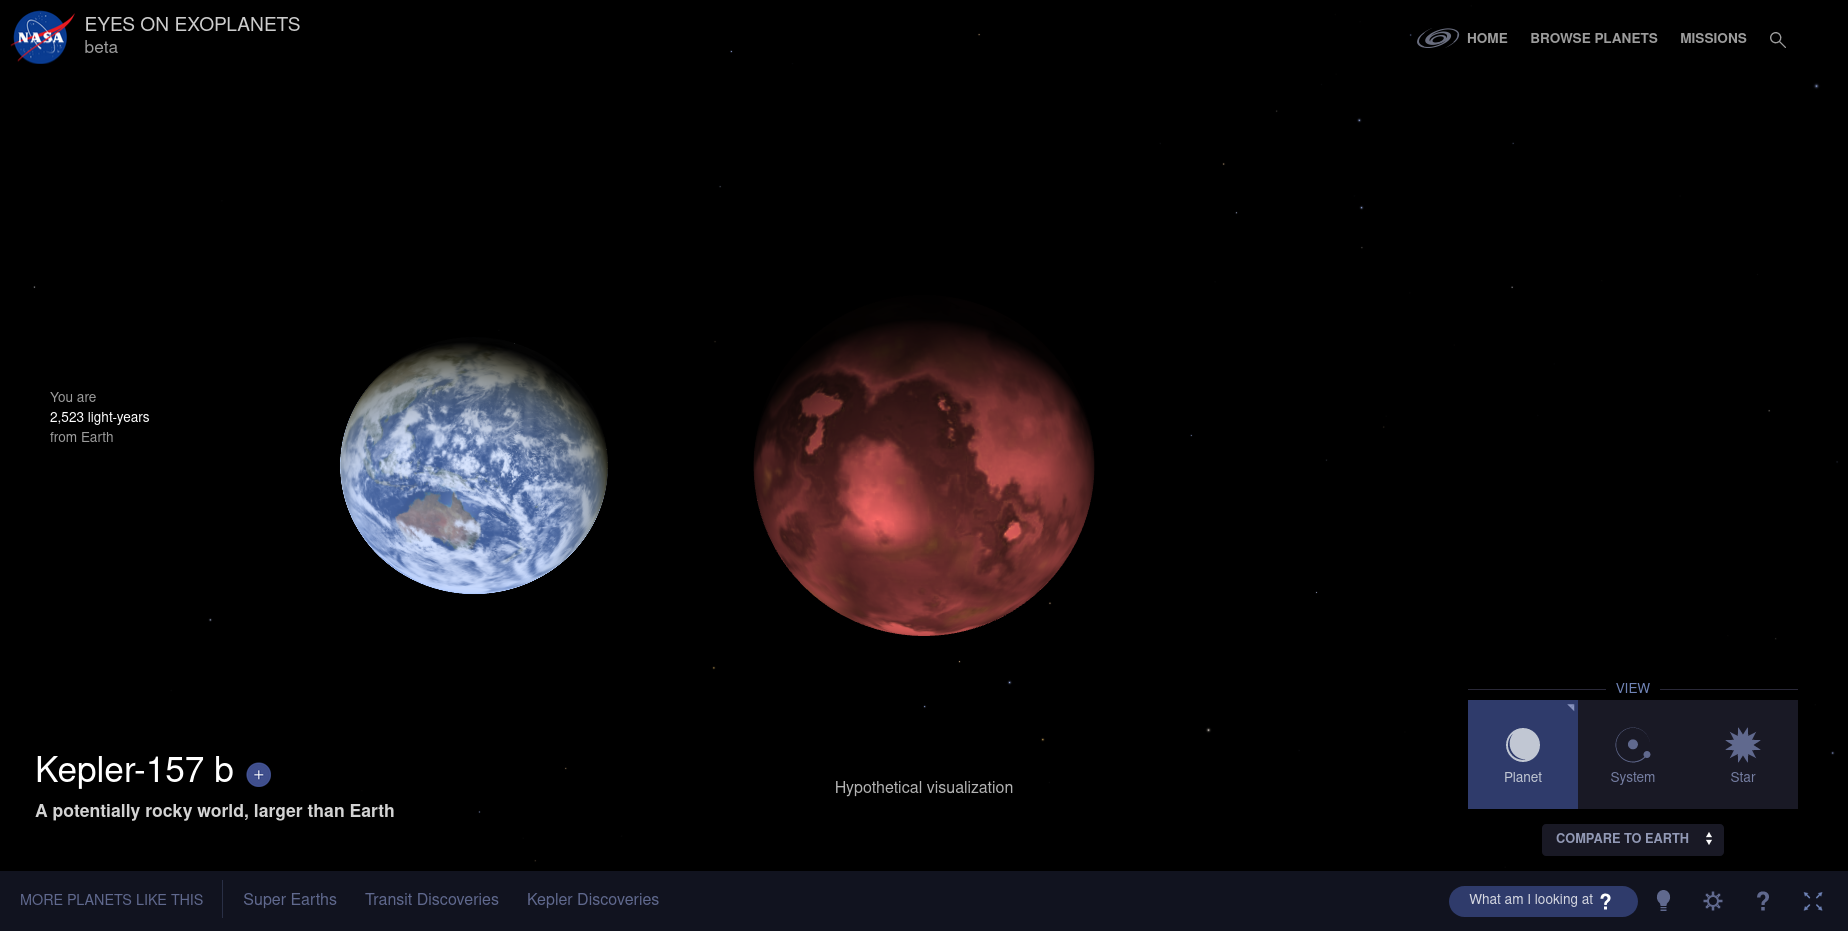 NASA
EYES ON EXOPLANETS
beta
HOME
BROWSE PLANETS
MISSIONS
You are
2,523 light-years
from Earth
Kepler-157 b +
A potentially rocky world, larger than Earth
Hypothetical visualization
VIEW
Planet
System
Star
COMPARE TO EARTH
MORE PLANETS LIKE THIS
Super Earths
Transit Discoveries
Kepler Discoveries
What am I looking at ?
?